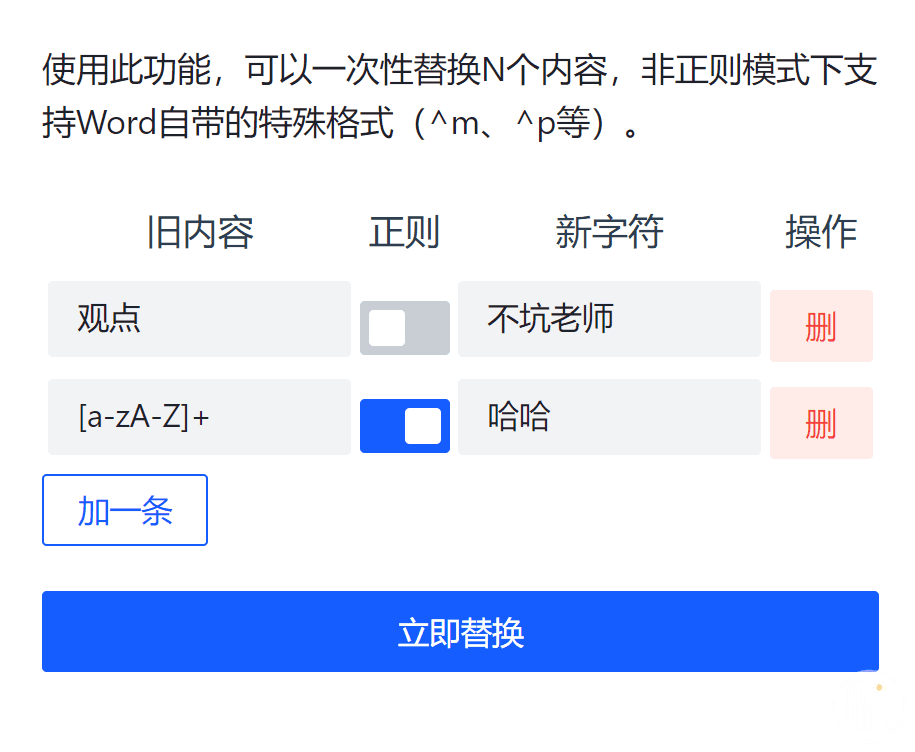 使用此功能，可以一次性替换N个内容，非正则模式下支
持Word自带的特殊格式（^m、^p等）。
旧内容 正则 新字符 操作
观点 不坑老师 删
[a-zA-Z]+ 哈哈 删
加一条
立即替换